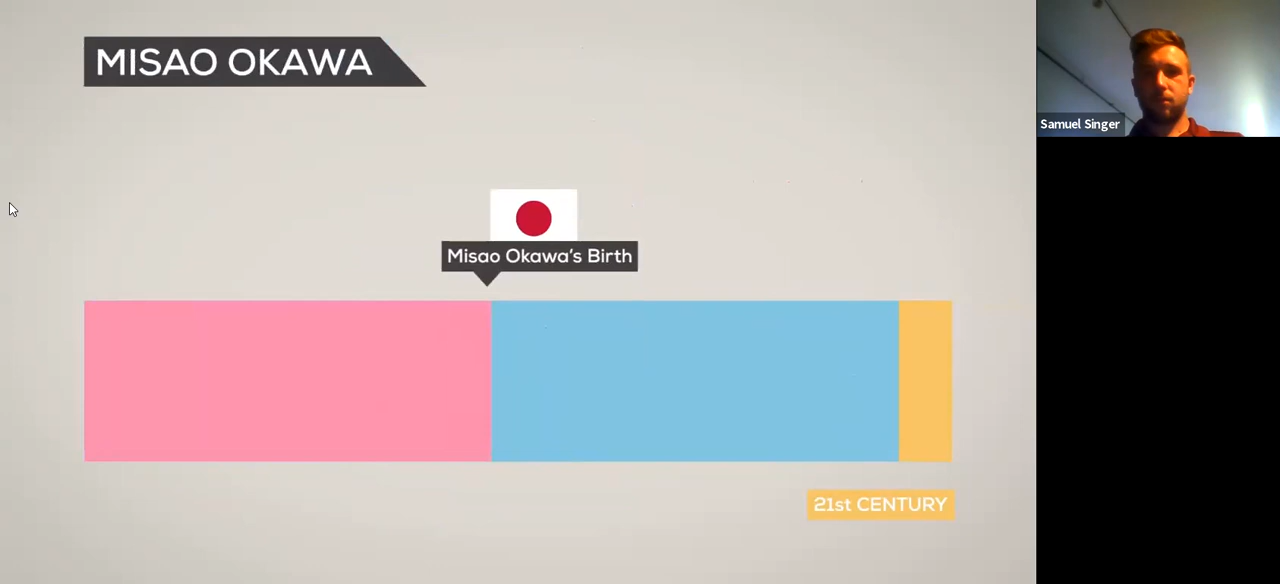 MISAO OKAWA
Samuel Singer
Misao Okawa's Birth
21st CENTURY